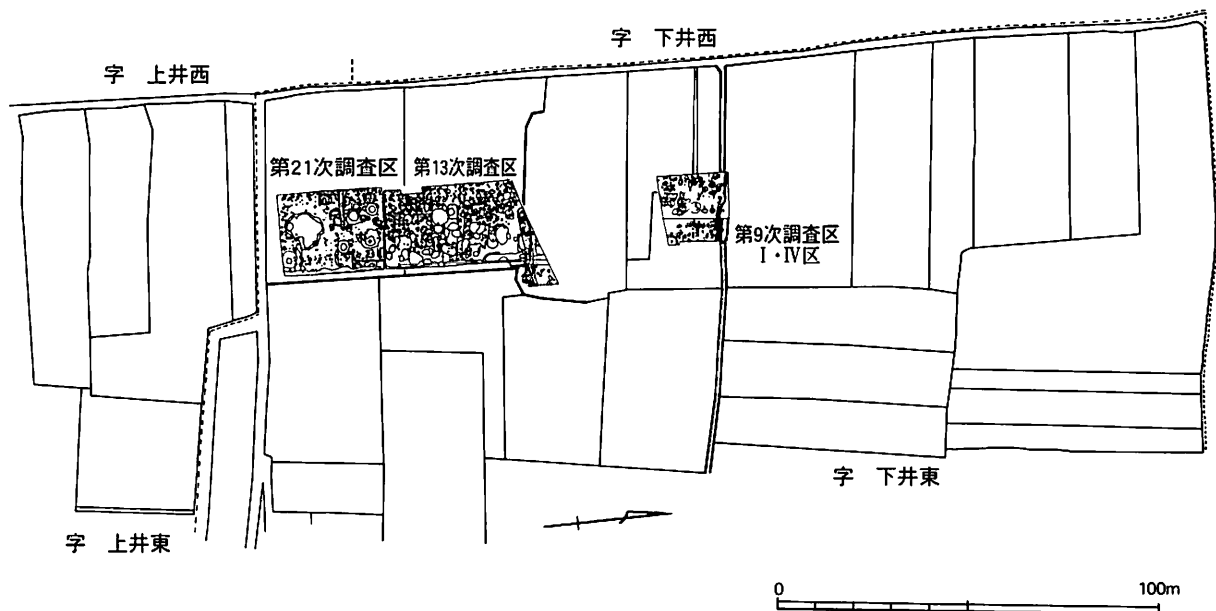 字 下井西
字 上井西
第21次調査区
第13次調査区
第9次調査区
Ⅰ・Ⅳ区
字 下井東
字 上井東
0
100m